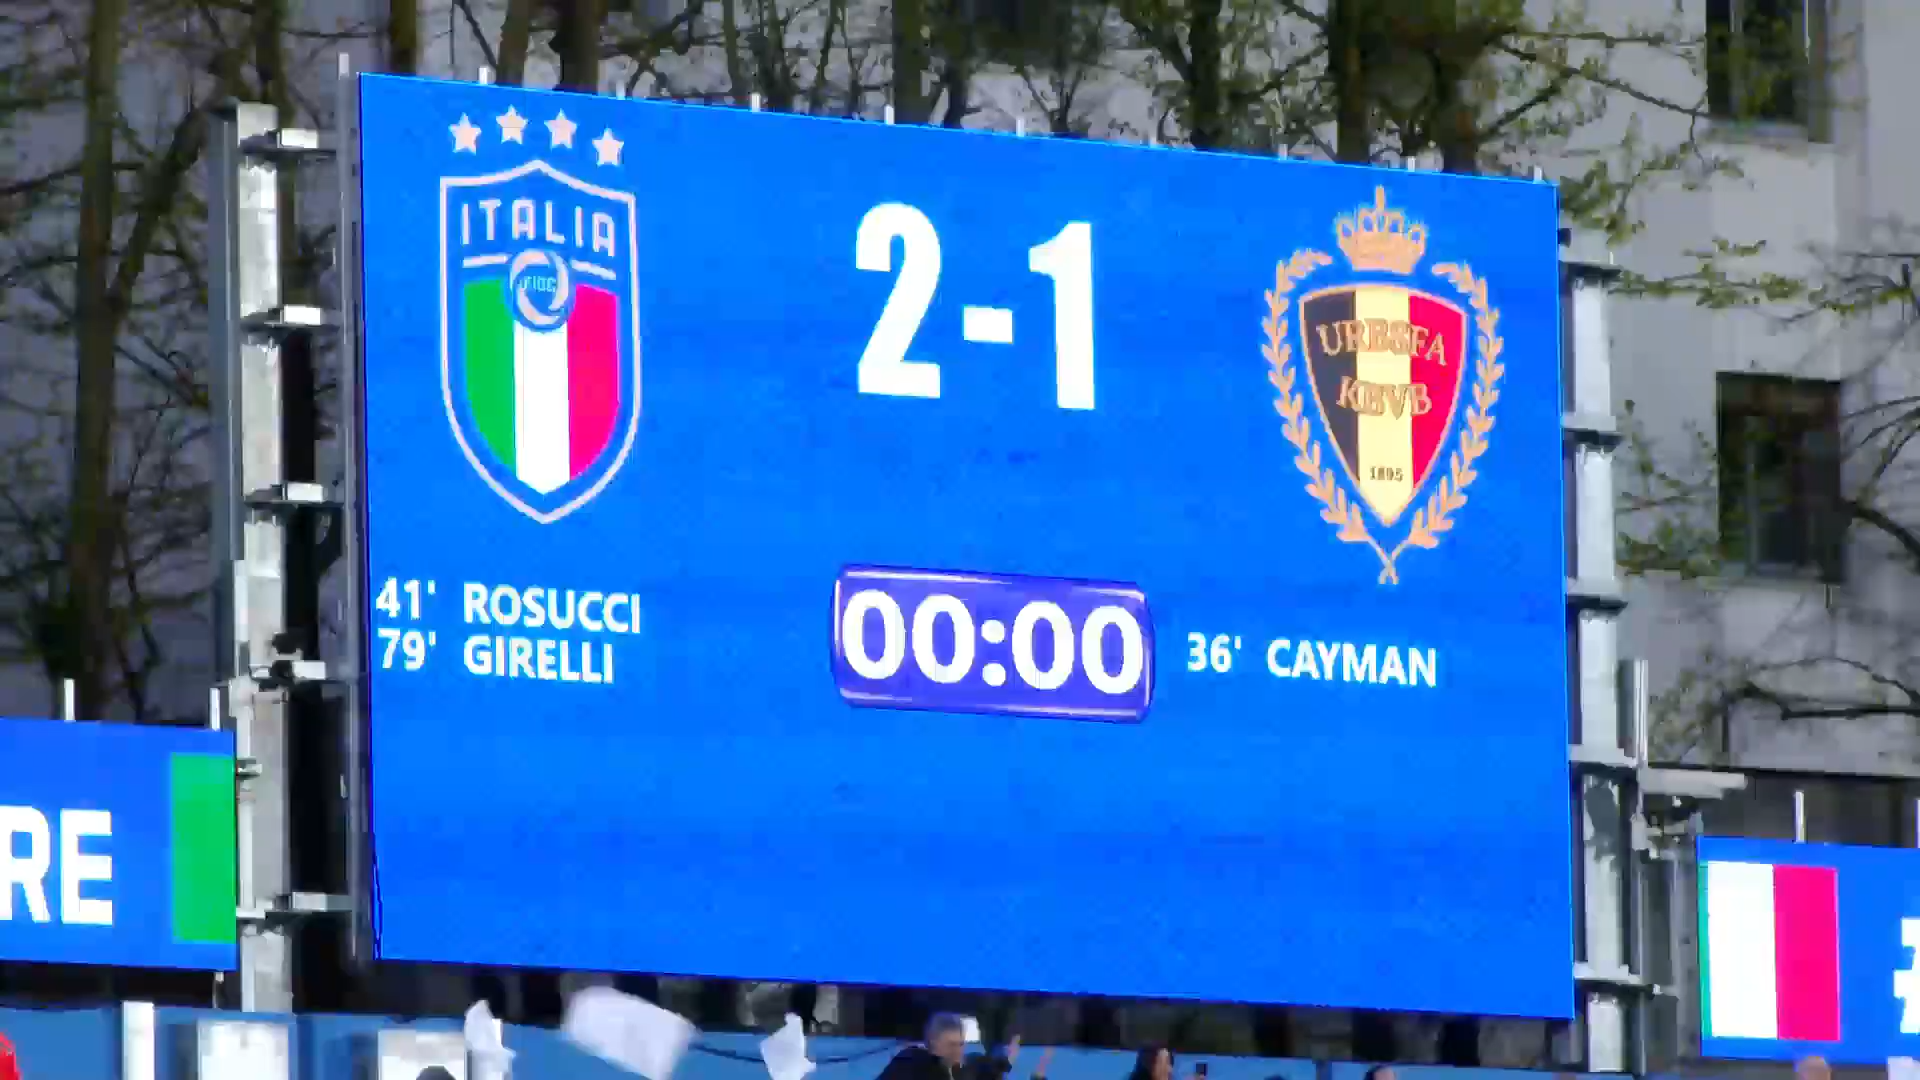 ITALIA
FIGC
2-1
URBSFA
KBVB
1895
41' ROSUCCI
79' GIRELLI
00:00
36' CAYMAN
RE